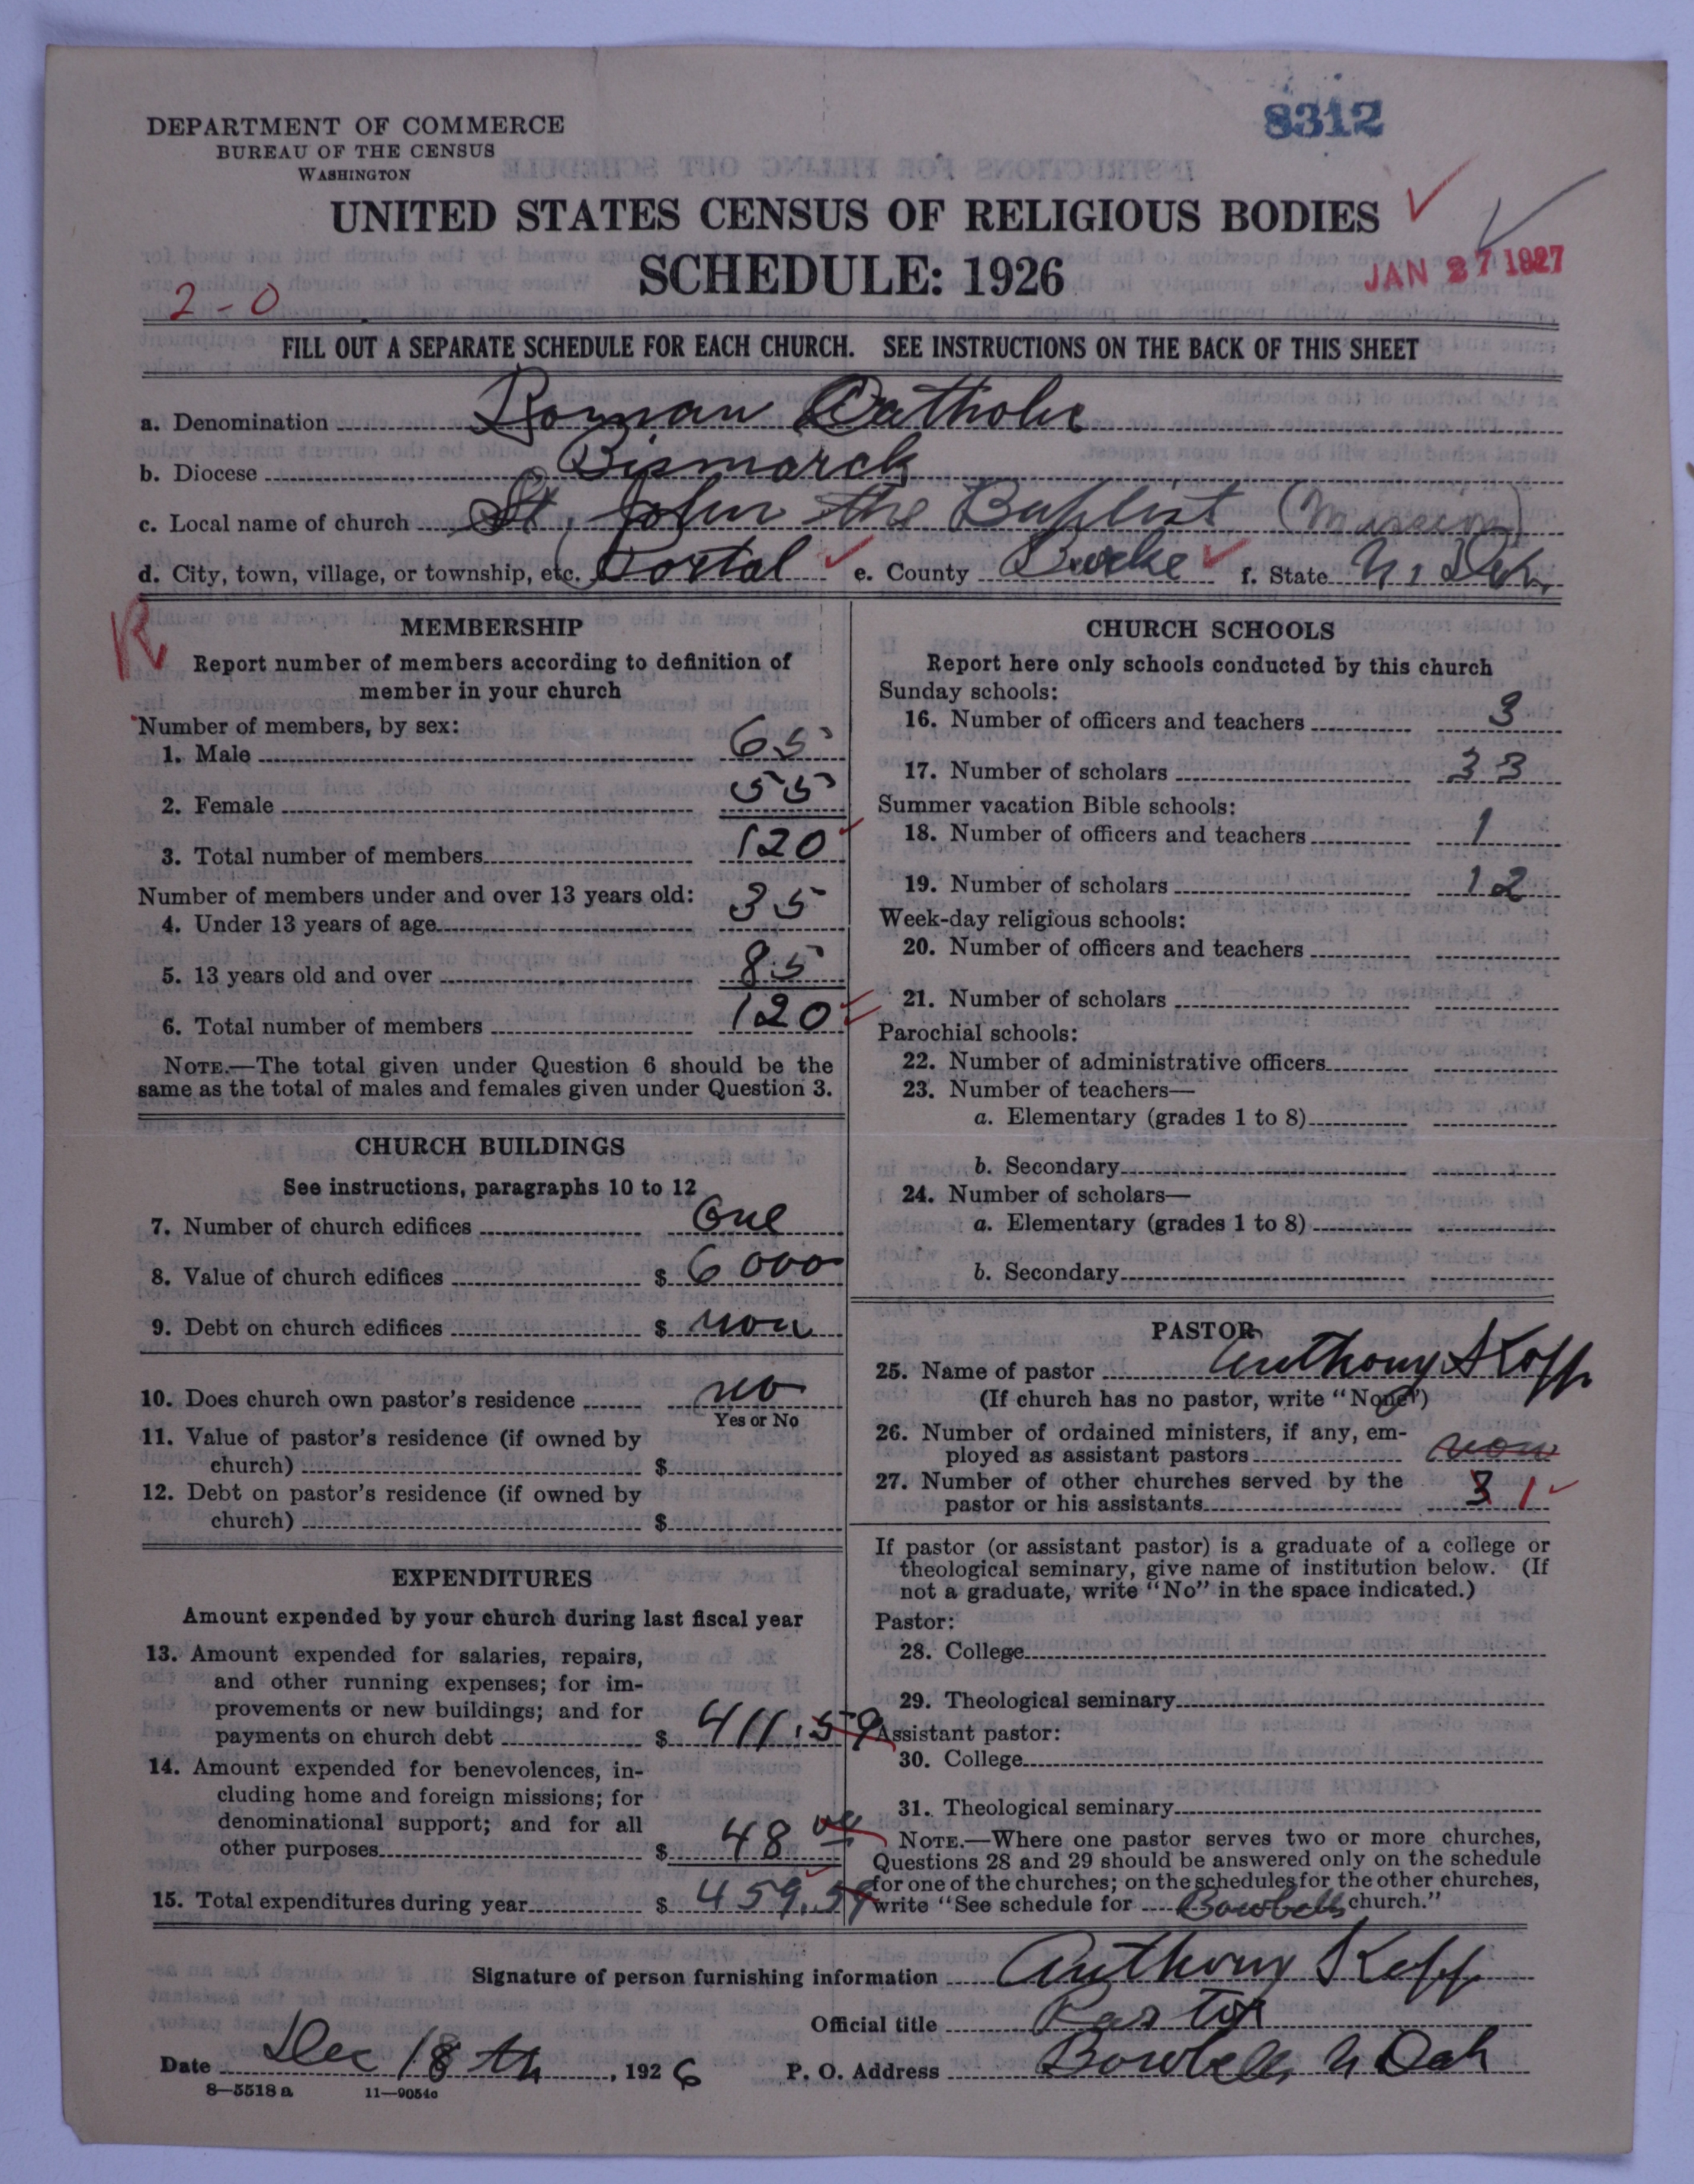 8312
DEPARTMENT OF COMMERCE
BUREAU OF THE CENSUS
WASHINGTON
UNITED STATES CENSUS OF RELIGIOUS BODIES
SCHEDULE: 1926
JAN 27 1927
2-0
FILL OUT A SEPARATE SCHEDULE FOR EACH CHURCH. SEE INSTRUCTIONS ON THE BACK OF THIS SHEET
a. Denomination Roman Catholic
b. Diocese Bismarck
c. Local name of church St. John the Baptist (Mission)
d. City, town, village, or township, etc. Portal e. County Burke f. State N. Dak.
R
MEMBERSHIP
Report number of members according to definition of
member in your church
Number of members, by sex:
1. Male 65
2. Female 55
3. Total number of members 120
Number of members under and over 13 years old:
4. Under 13 years of age 35
5. 13 years old and over 85
6. Total number of members 120
NOTE.—The total given under Question 6 should be the
same as the total of males and females given under Question 3.
CHURCH BUILDINGS
See instructions, paragraphs 10 to 12
7. Number of church edifices One
8. Value of church edifices $ 6000
9. Debt on church edifices $ non
10. Does church own pastor's residence no
Yes or No
11. Value of pastor's residence (if owned by
church) $
12. Debt on pastor's residence (if owned by
church) $
EXPENDITURES
Amount expended by your church during last fiscal year
13. Amount expended for salaries, repairs,
and other running expenses; for im-
provements or new buildings; and for
payments on church debt $ 411.59
14. Amount expended for benevolences, in-
cluding home and foreign missions; for
denominational support; and for all
other purposes $ 48 00
15. Total expenditures during year $ 459.59
CHURCH SCHOOLS
Report here only schools conducted by this church
Sunday schools:
16. Number of officers and teachers 3
17. Number of scholars 33
Summer vacation Bible schools:
18. Number of officers and teachers 1
19. Number of scholars 12
Week-day religious schools:
20. Number of officers and teachers
21. Number of scholars
Parochial schools:
22. Number of administrative officers
23. Number of teachers—
a. Elementary (grades 1 to 8)
b. Secondary
24. Number of scholars—
a. Elementary (grades 1 to 8)
b. Secondary
PASTOR
25. Name of pastor Anthony Kopp
(If church has no pastor, write "None")
26. Number of ordained ministers, if any, em-
ployed as assistant pastors non
27. Number of other churches served by the
pastor or his assistants 3 1
If pastor (or assistant pastor) is a graduate of a college or
theological seminary, give name of institution below. (If
not a graduate, write "No" in the space indicated.)
Pastor:
28. College
29. Theological seminary
Assistant pastor:
30. College
31. Theological seminary
NOTE.—Where one pastor serves two or more churches,
Questions 28 and 29 should be answered only on the schedule
for one of the churches; on the schedules for the other churches,
write "See schedule for Bowbells church."
Signature of person furnishing information Anthony Kopp
Official title Pastor
Date Dec 18th, 1926 P. O. Address Bowbells N Dak
8—5518 a 11—9054c